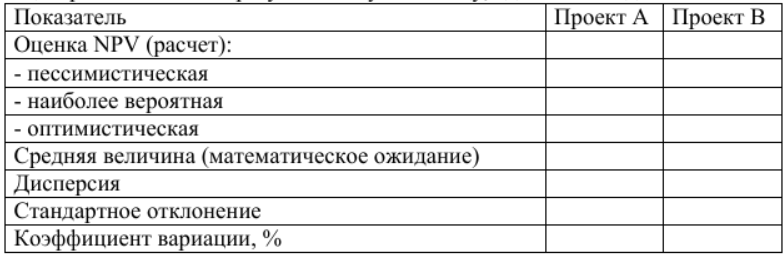 Показатель Проект А Проект В
Оценка NPV (расчет):
- пессимистическая
- наиболее вероятная
- оптимистическая
Средняя величина (математическое ожидание)
Дисперсия
Стандартное отклонение
Коэффициент вариации, %